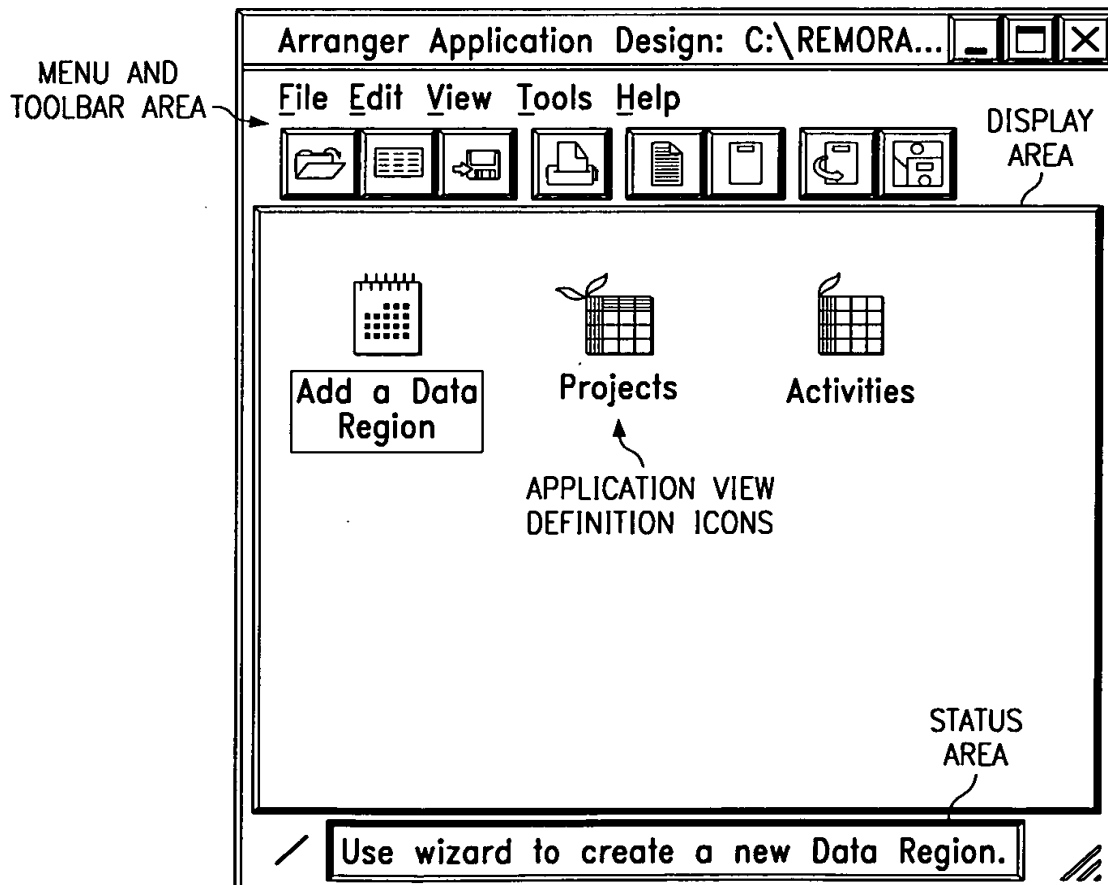 Arranger Application Design: C:\REMORA...
MENU AND
TOOLBAR AREA
File Edit View Tools Help
DISPLAY
AREA
Add a Data
Region
Projects
Activities
APPLICATION VIEW
DEFINITION ICONS
STATUS
AREA
Use wizard to create a new Data Region.